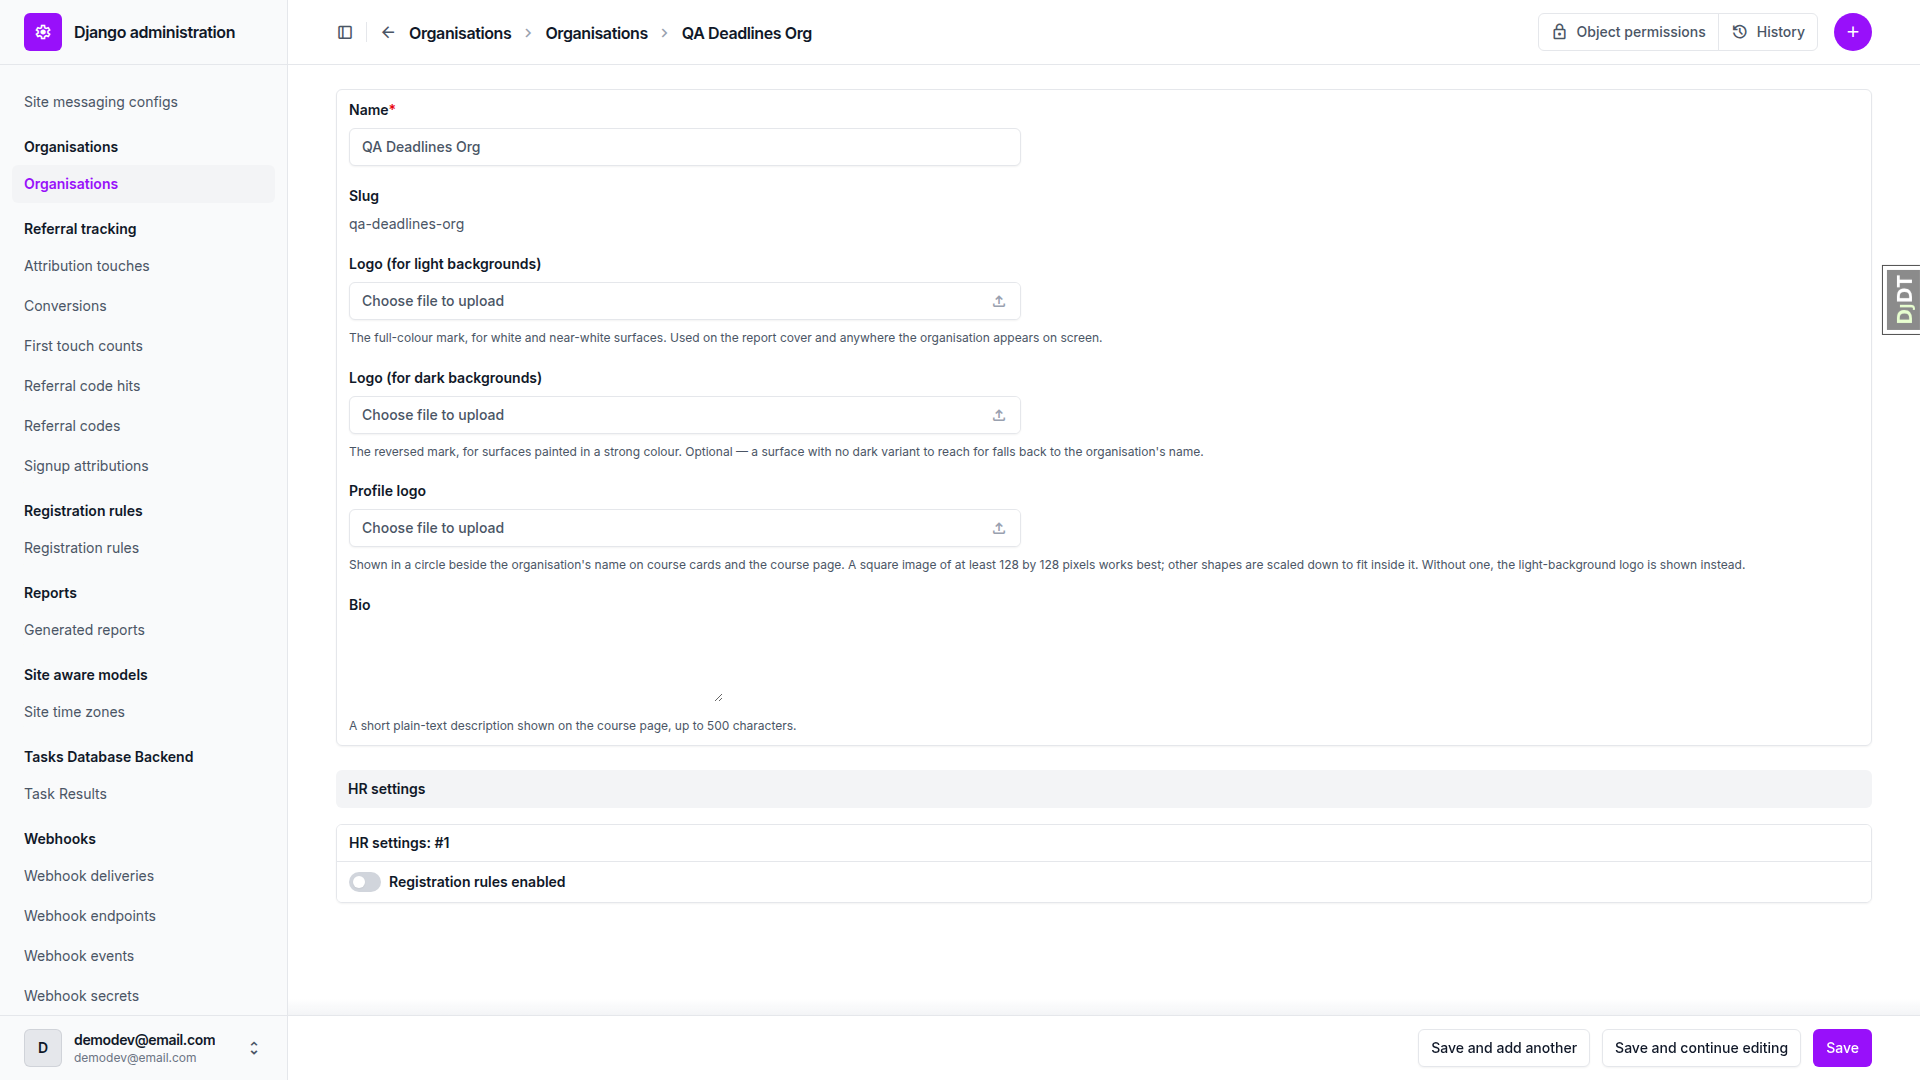 Django administration
Site messaging configs
Organisations
Organisations
Referral tracking
Attribution touches
Conversions
First touch counts
Referral code hits
Referral codes
Signup attributions
Registration rules
Registration rules
Reports
Generated reports
Site aware models
Site time zones
Tasks Database Backend
Task Results
Webhooks
Webhook deliveries
Webhook endpoints
Webhook events
Webhook secrets
D
demodev@email.com
demodev@email.com
Organisations > Organisations > QA Deadlines Org
Object permissions
History
Name*
QA Deadlines Org
Slug
qa-deadlines-org
Logo (for light backgrounds)
Choose file to upload
The full-colour mark, for white and near-white surfaces. Used on the report cover and anywhere the organisation appears on screen.
Logo (for dark backgrounds)
Choose file to upload
The reversed mark, for surfaces painted in a strong colour. Optional — a surface with no dark variant to reach for falls back to the organisation's name.
Profile logo
Choose file to upload
Shown in a circle beside the organisation's name on course cards and the course page. A square image of at least 128 by 128 pixels works best; other shapes are scaled down to fit inside it. Without one, the light-background logo is shown instead.
Bio
A short plain-text description shown on the course page, up to 500 characters.
HR settings
HR settings: #1
Registration rules enabled
Save and add another
Save and continue editing
Save
DjDT